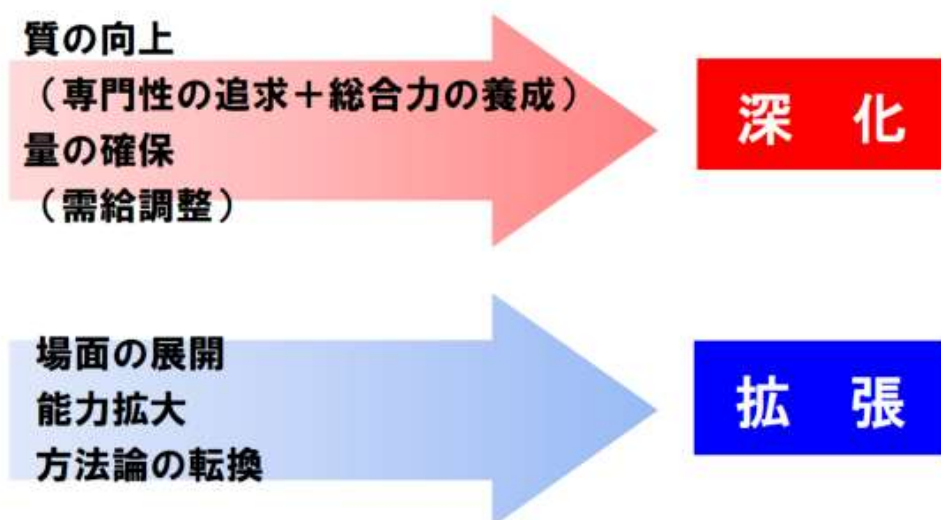 質の向上
（専門性の追求＋総合力の養成）
量の確保
（需給調整）
深　化
場面の展開
能力拡大
方法論の転換
拡　張